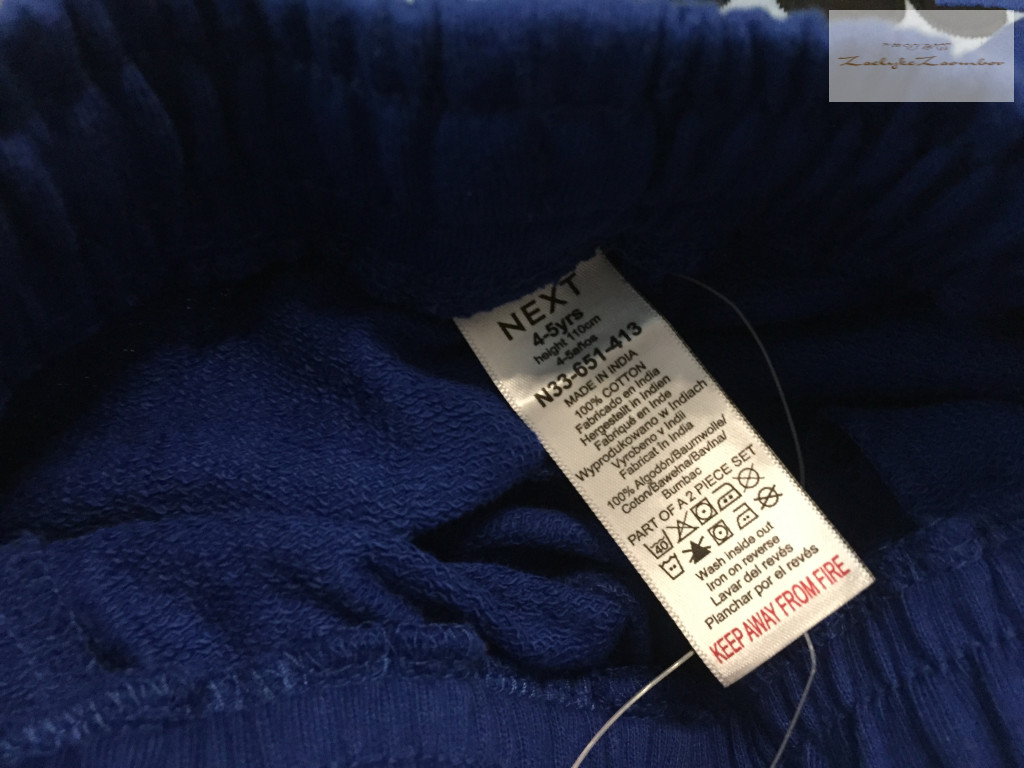 NEXT
4-5yrs
height 110cm
4-5años
N33-651-413
MADE IN INDIA
100% COTTON
Fabricado en India
Hergestellt in Indien
Fabriqué en Inde
Wyprodukowano w Indiach
Vyrobeno v Indii
Fabricat în India
100% Algodón/Baumwolle/
Coton/Bawełna/Bavlna/
Bumbac
PART OF A 2 PIECE SET
40
Wash inside out
Iron on reverse
Lavar del revés
Planchar por el revés
KEEP AWAY FROM FIRE